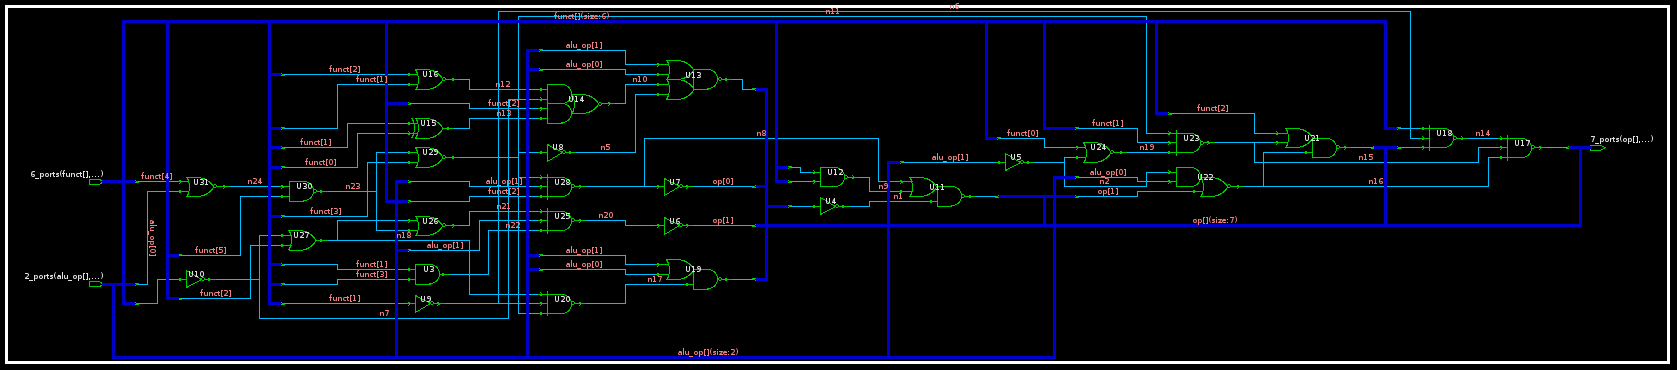 n6
n11
funct[](size:6)
alu_op[1]
funct[2]
U16
alu_op[0]
U13
funct[1]
n12
n10
U14
funct[2]
n13
funct[2]
U15
n8
funct[1]
U18
n14
7_ports(op[],...)
funct[1]
funct[0]
U23
U21
U17
U29
U8
n5
U24
n19
funct[0]
alu_op[1]
U5
n15
6_ports(funct[],...)
funct[4]
U31
n24
U30
n23
alu_op[1]
U28
U7
op[0]
U12
n9
U11
alu_op[0]
n2
U22
n16
funct[2]
n1
op[1]
U4
funct[3]
n21
U26
U25
n20
U6
op[1]
op[](size:7)
n22
alu_op[0]
U27
n18
alu_op[1]
funct[5]
alu_op[1]
funct[1]
alu_op[0]
U19
2_ports(alu_op[],...)
U10
U3
funct[3]
n17
funct[2]
funct[1]
U9
U20
n7
alu_op[](size:2)